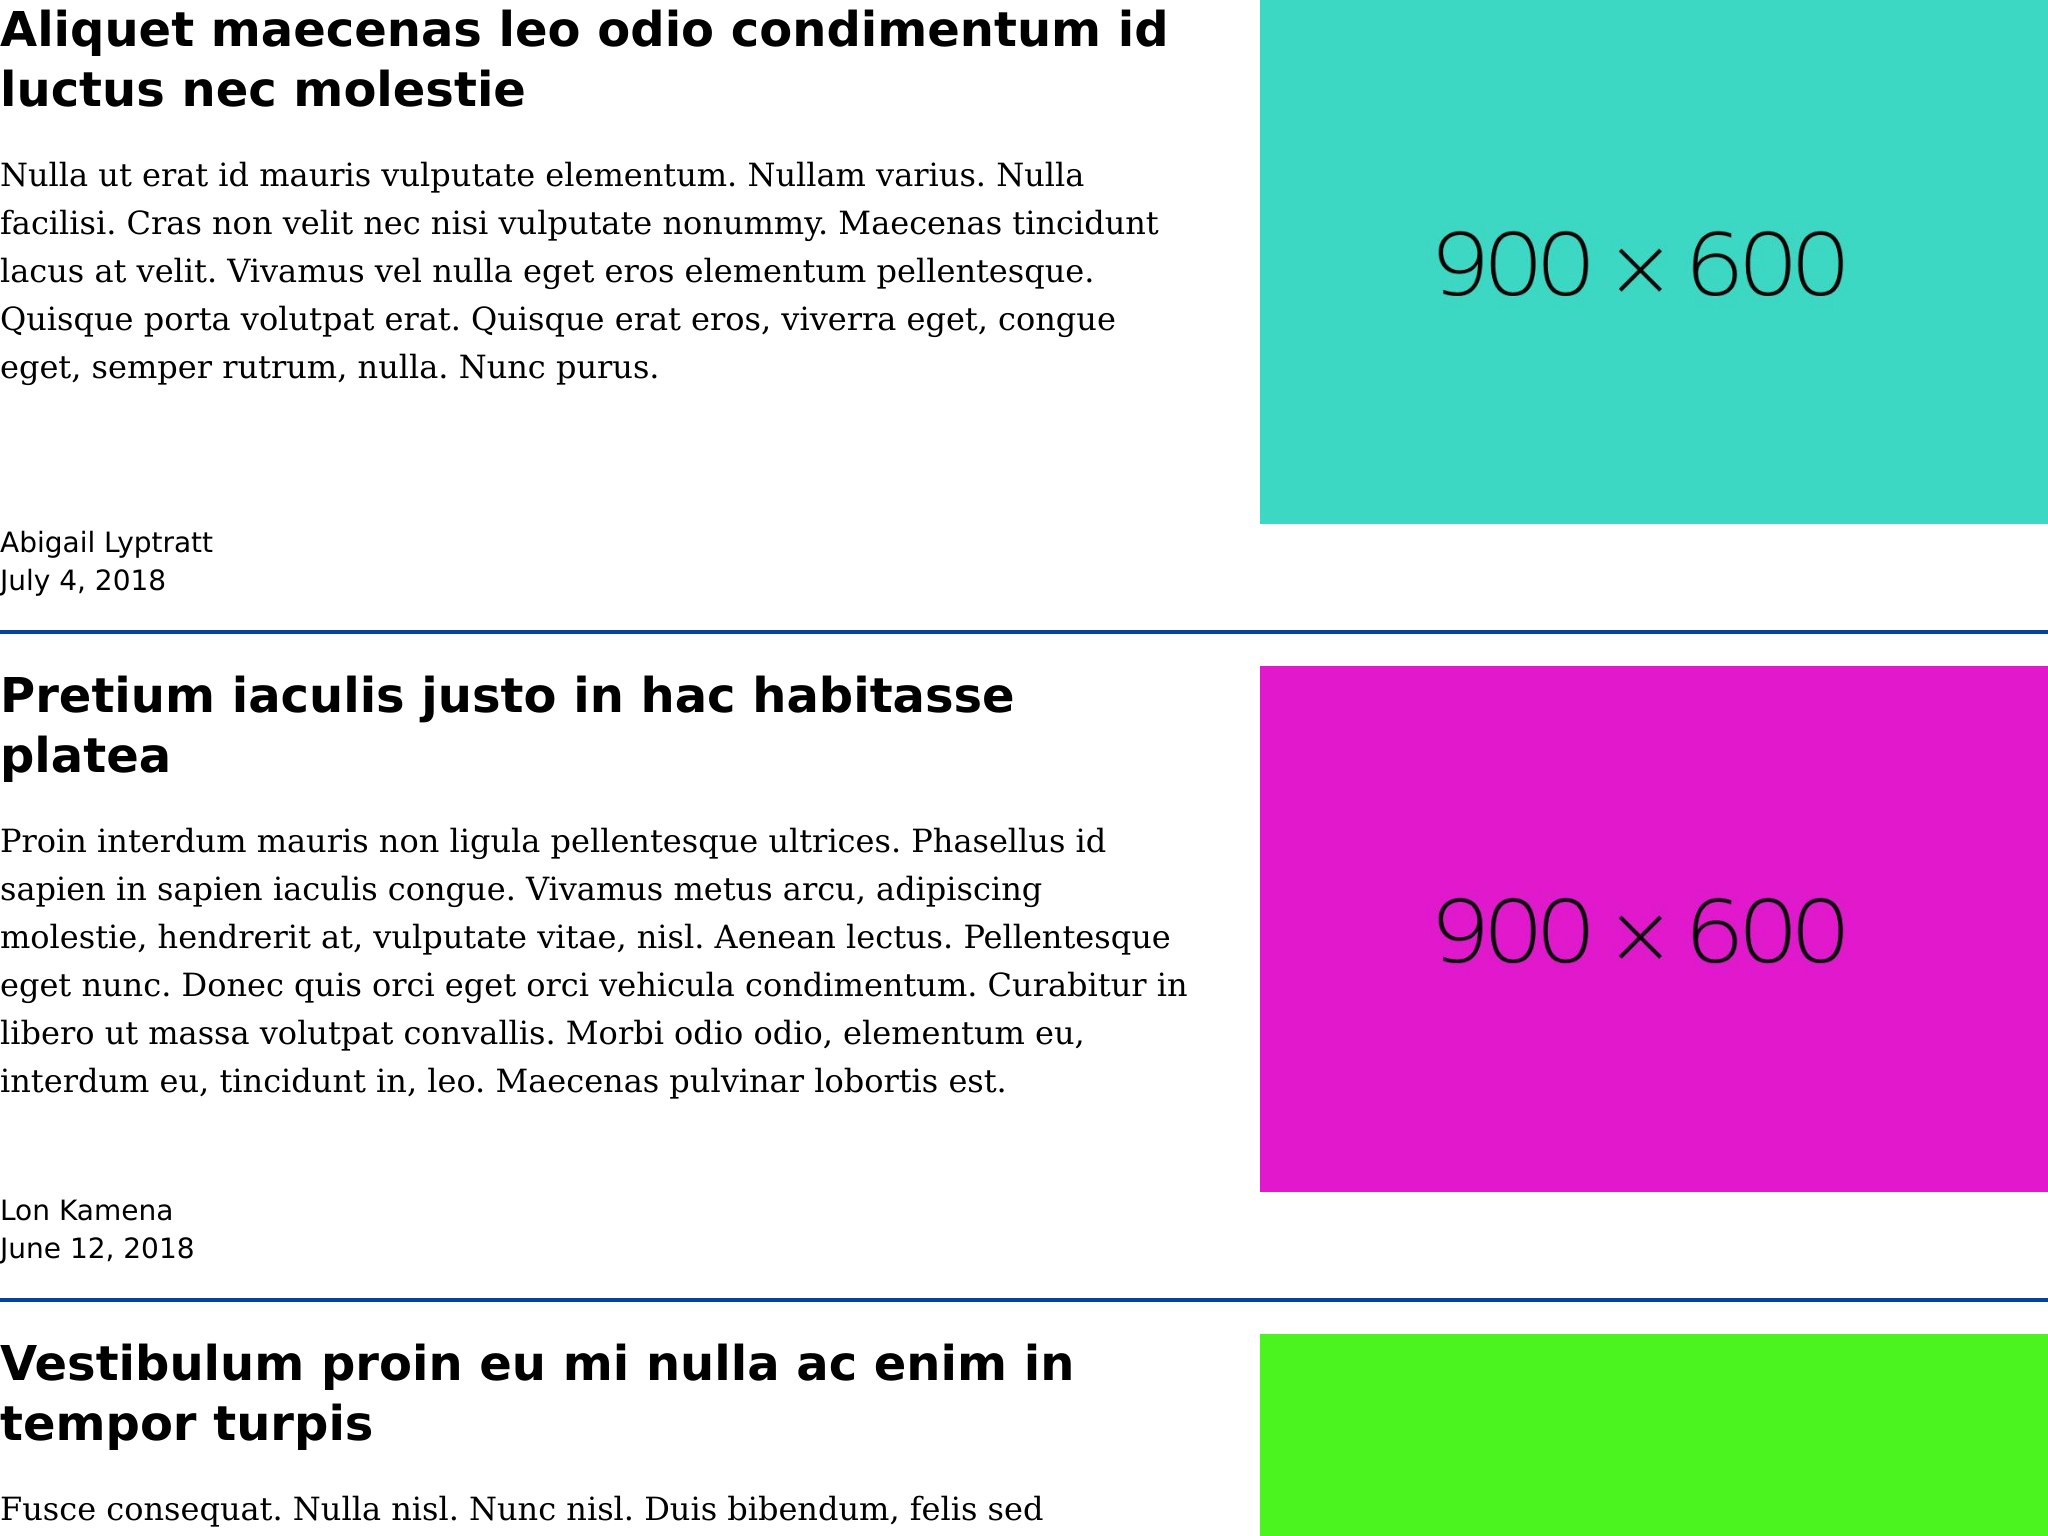 Aliquet maecenas leo odio condimentum id
luctus nec molestie
Nulla ut erat id mauris vulputate elementum. Nullam varius. Nulla
facilisi. Cras non velit nec nisi vulputate nonummy. Maecenas tincidunt
lacus at velit. Vivamus vel nulla eget eros elementum pellentesque.
Quisque porta volutpat erat. Quisque erat eros, viverra eget, congue
eget, semper rutrum, nulla. Nunc purus.
900 × 600
Abigail Lyptratt
July 4, 2018
Pretium iaculis justo in hac habitasse
platea
Proin interdum mauris non ligula pellentesque ultrices. Phasellus id
sapien in sapien iaculis congue. Vivamus metus arcu, adipiscing
molestie, hendrerit at, vulputate vitae, nisl. Aenean lectus. Pellentesque
eget nunc. Donec quis orci eget orci vehicula condimentum. Curabitur in
libero ut massa volutpat convallis. Morbi odio odio, elementum eu,
interdum eu, tincidunt in, leo. Maecenas pulvinar lobortis est.
900 × 600
Lon Kamena
June 12, 2018
Vestibulum proin eu mi nulla ac enim in
tempor turpis
Fusce consequat. Nulla nisl. Nunc nisl. Duis bibendum, felis sed